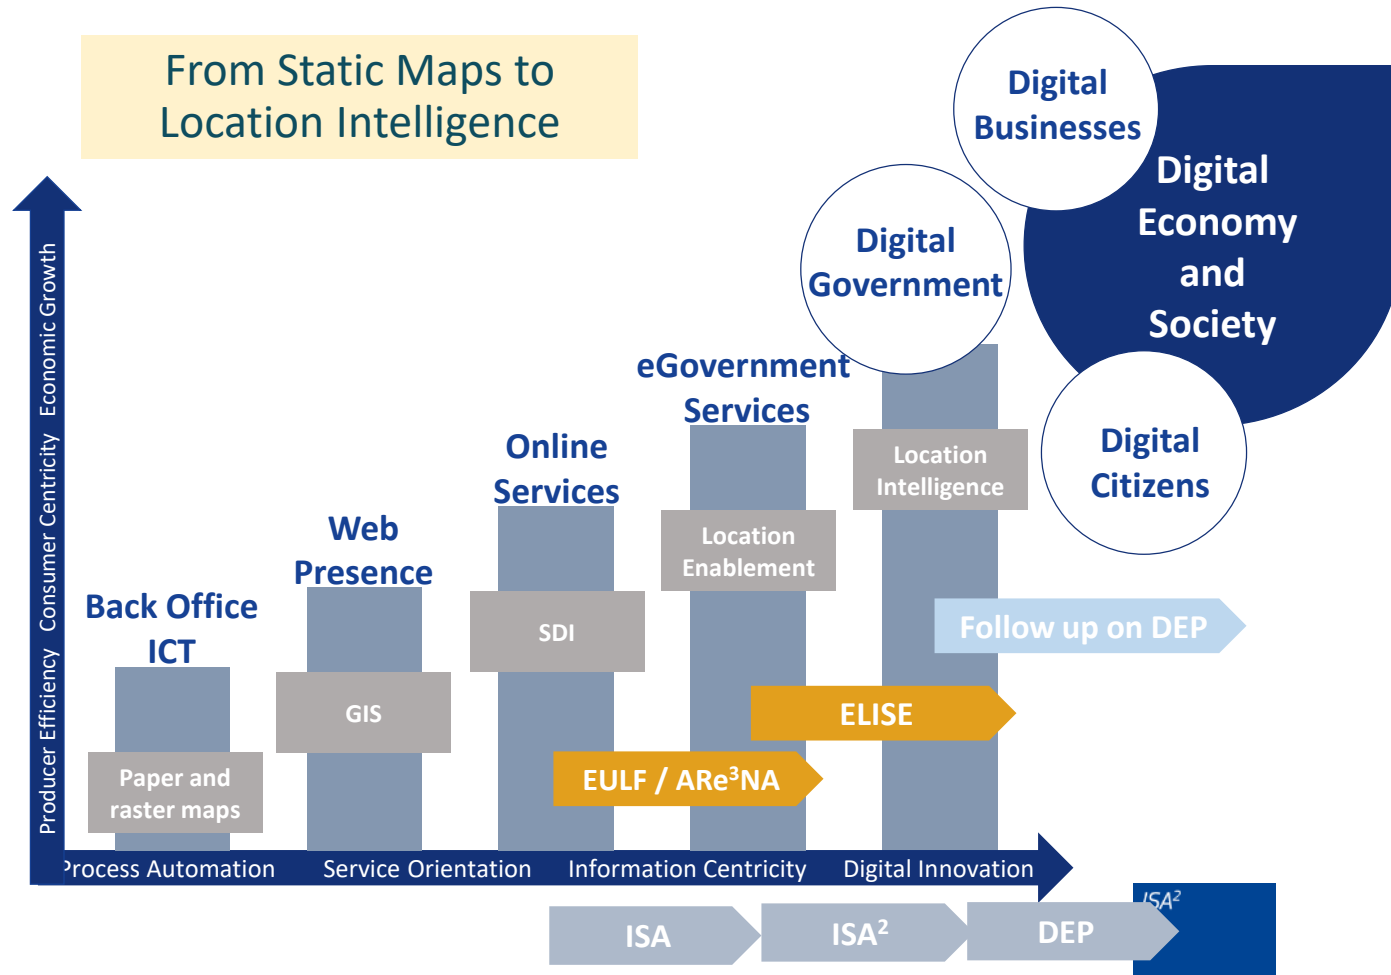 From Static Maps to
Location Intelligence
Digital
Businesses
Digital
Economy
and
Society
Digital
Government
Digital
Citizens
Economic Growth
Consumer Centricity
Producer Efficiency
eGovernment
Services
Online
Services
Web
Presence
Back Office
ICT
Location
Intelligence
Location
Enablement
SDI
GIS
Paper and
raster maps
Follow up on DEP
ELISE
EULF / ARe³NA
Process Automation
Service Orientation
Information Centricity
Digital Innovation
ISA
ISA²
DEP
ISA²